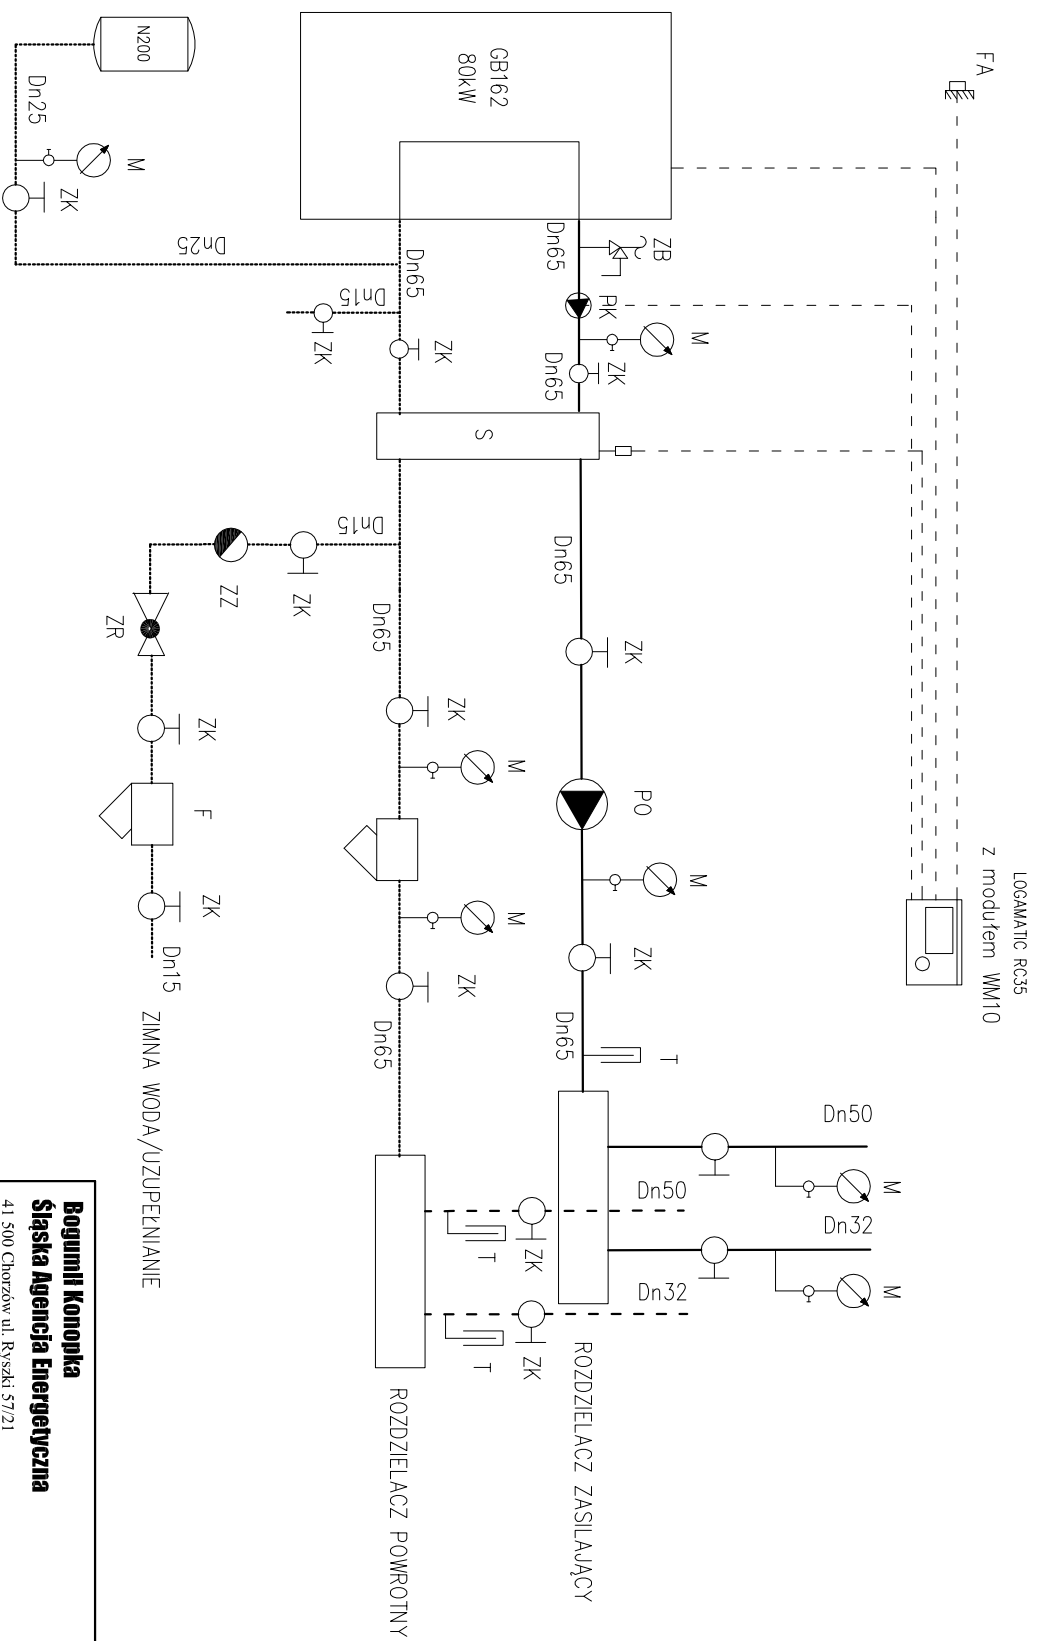 FA
LOGAMATIC RC35
z modułem WM10
GB162
80kW
N200
Dn25
M
ZK
Dn25
Dn65
ZB
PK
M
Dn65
ZK
Dn65
Dn15
ZK
ZK
S
Dn15
ZK
ZZ
ZR
ZK
F
ZK
Dn15
ZIMNA WODA/UZUPEŁNIANIE
Dn65
ZK
M
M
ZK
Dn65
Dn65
ZK
PO
M
ZK
Dn65
T
Dn50
M
Dn32
M
Dn50
ZK
T
Dn32
ZK
T
ROZDZIELACZ ZASILAJĄCY
ROZDZIELACZ POWROTNY
Bogumił Konopka
Śląska Agencja Energetyczna
41 500 Chorzów ul. Ryszki 57/21